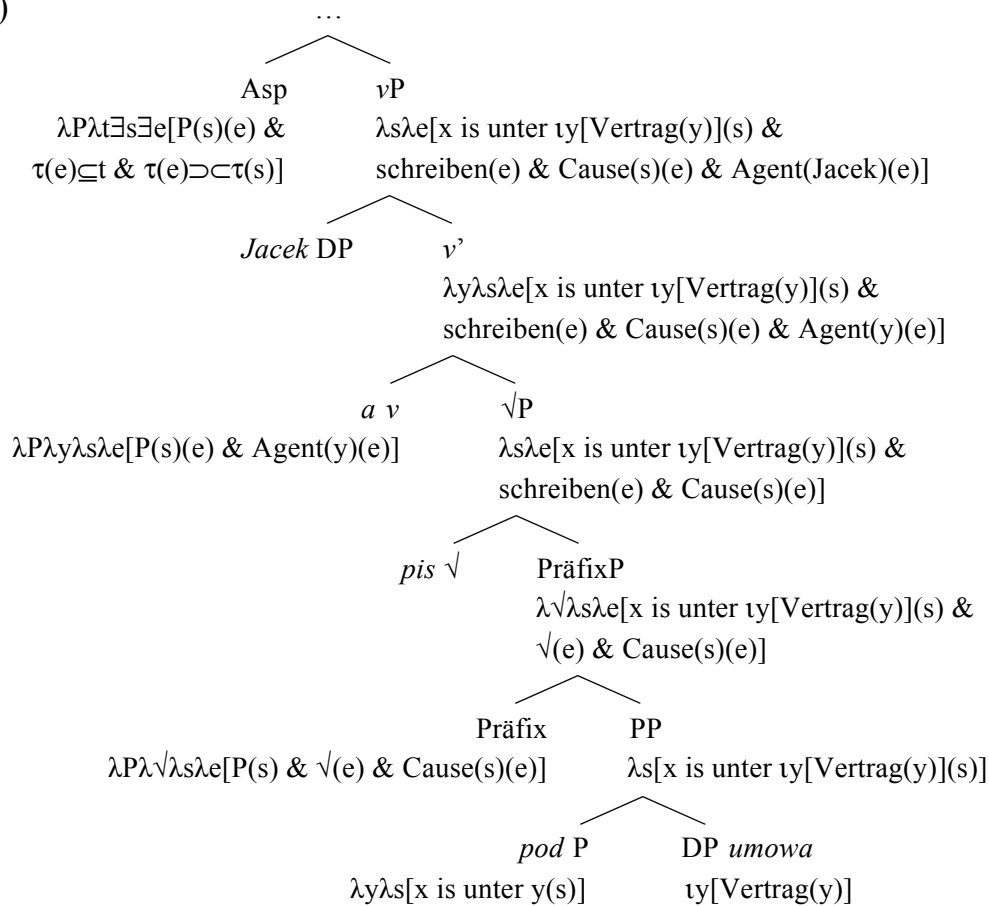 )
…
Asp vP
λPλt∃s∃e[P(s)(e) & λsλe[x is unter ιy[Vertrag(y)](s) &
τ(e)⊆t & τ(e)⊃⊂τ(s)] schreiben(e) & Cause(s)(e) & Agent(Jacek)(e)]
Jacek DP v’
λyλsλe[x is unter ιy[Vertrag(y)](s) &
schreiben(e) & Cause(s)(e) & Agent(y)(e)]
a v √P
λPλyλsλe[P(s)(e) & Agent(y)(e)] λsλe[x is unter ιy[Vertrag(y)](s) &
schreiben(e) & Cause(s)(e)]
pis √ PräfixP
λ√λsλe[x is unter ιy[Vertrag(y)](s) &
√(e) & Cause(s)(e)]
Präfix PP
λPλ√λsλe[P(s) & √(e) & Cause(s)(e)] λs[x is unter ιy[Vertrag(y)](s)]
pod P DP umowa
λyλs[x is unter y(s)] ιy[Vertrag(y)]